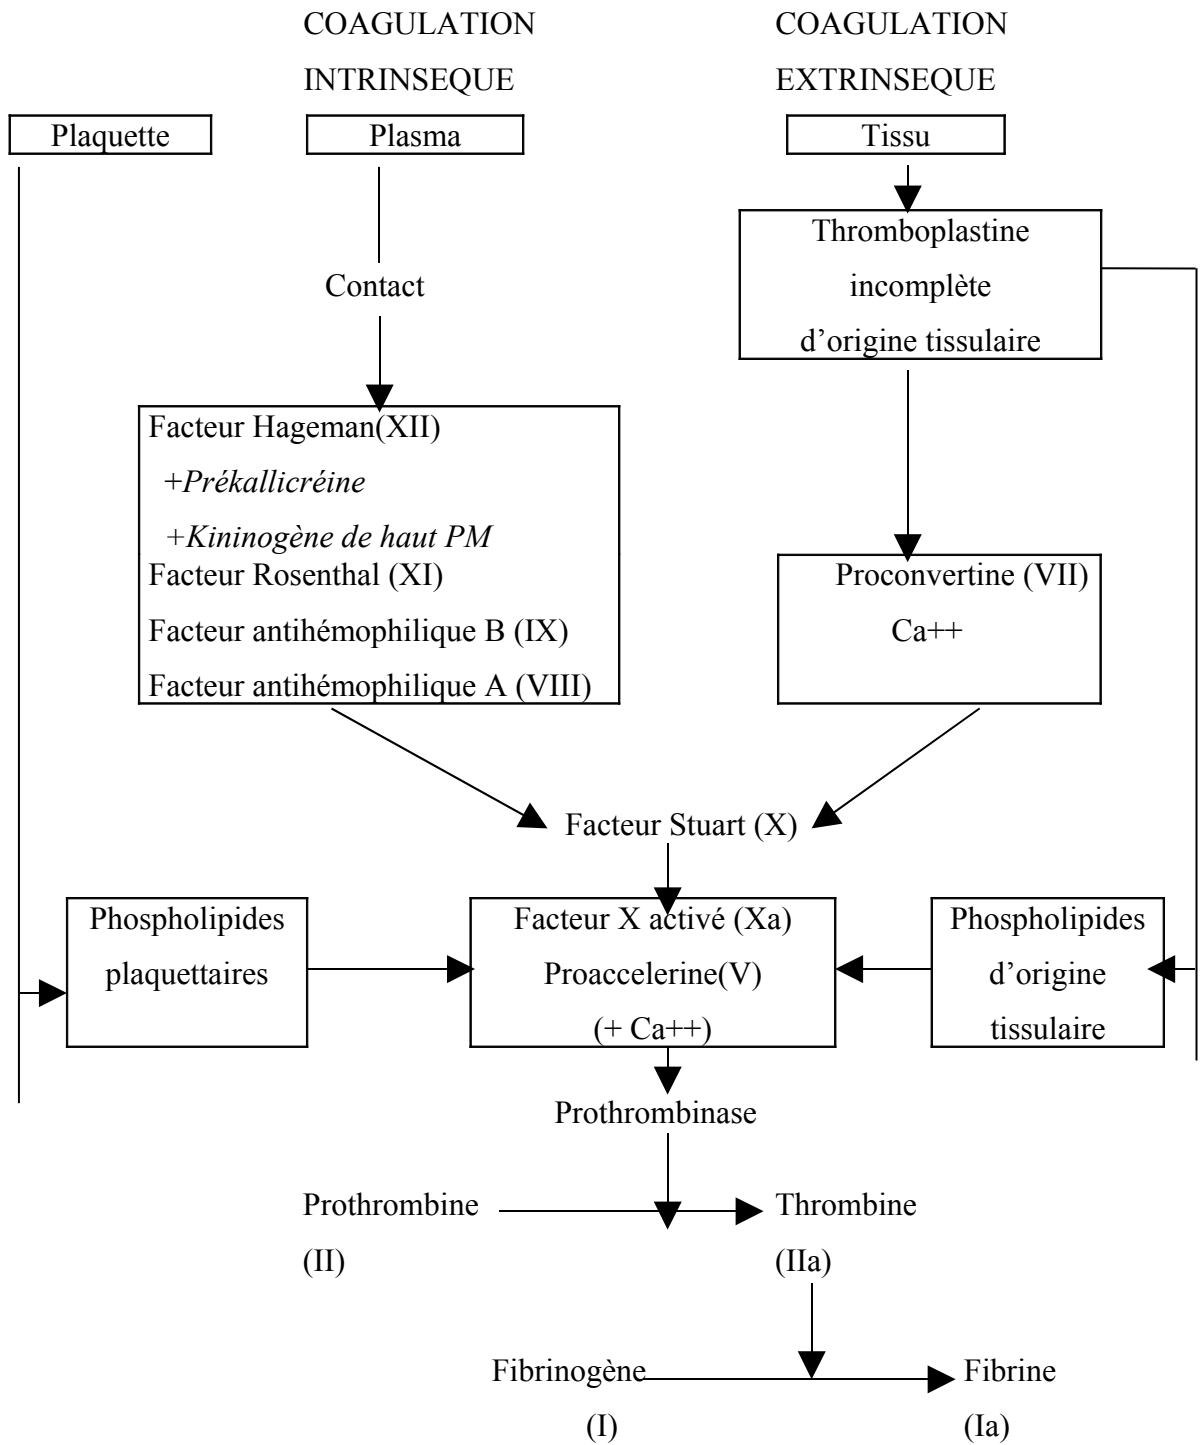 COAGULATION
INTRINSEQUE
COAGULATION
EXTRINSEQUE
Plaquette
Plasma
Tissu
Thromboplastine
incomplète
d’origine tissulaire
Contact
Facteur Hageman(XII)
+Prékallicréine
+Kininogène de haut PM
Facteur Rosenthal (XI)
Facteur antihémophilique B (IX)
Facteur antihémophilique A (VIII)
Proconvertine (VII)
Ca++
Facteur Stuart (X)
Phospholipides
plaquettaires
Facteur X activé (Xa)
Proaccelerine(V)
(+ Ca++)
Phospholipides
d’origine
tissulaire
Prothrombinase
Prothrombine
(II)
Thrombine
(IIa)
Fibrinogène
(I)
Fibrine
(Ia)